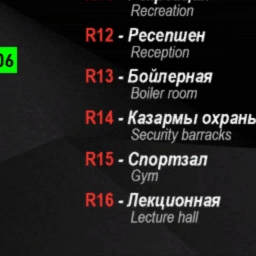 Recreation
R12 - Ресепшен
Reception
06
R13 - Бойлерная
Boiler room
R14 - Казармы охраны
Security barracks
R15 - Спортзал
Gym
R16 - Лекционная
Lecture hall